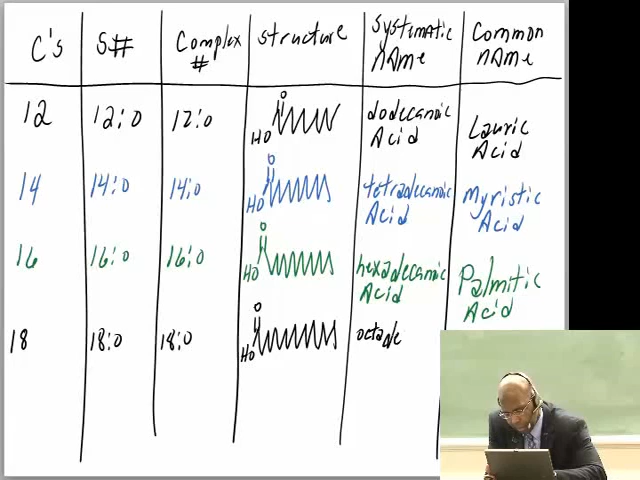 C's S# Complex # structure Systematic NAME Common NAME
12 12:0 12:0 HO O dodecanoic Acid Lauric Acid
14 14:0 14:0 HO O tetradecanoic Acid Myristic Acid
16 16:0 16:0 HO O hexadecanoic Acid Palmitic Acid
18 18:0 18:0 HO O octade